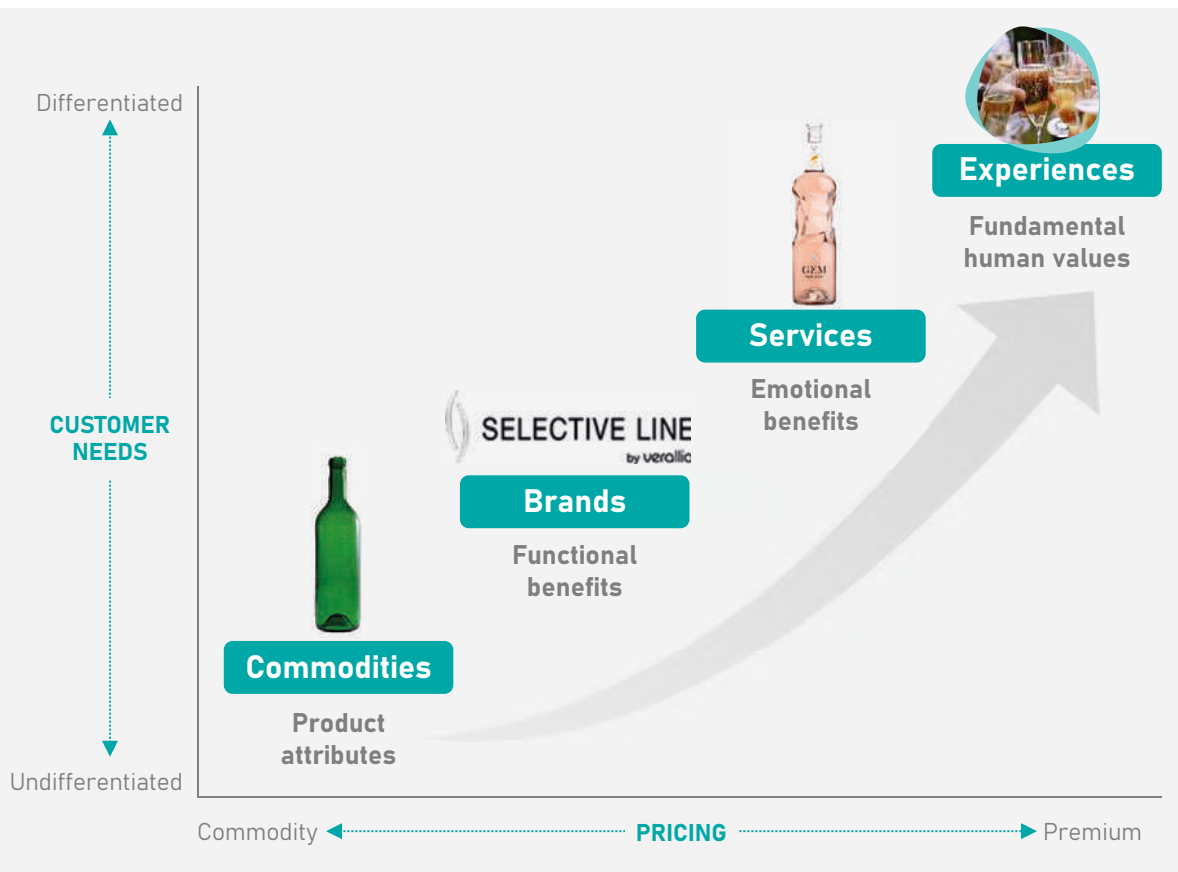 Differentiated
Experiences
Fundamental
human values
GEM
Services
Emotional
benefits
CUSTOMER
NEEDS
SELECTIVE LINE
by verallia
Brands
Functional
benefits
Commodities
Product
attributes
Undifferentiated
Commodity
PRICING
Premium